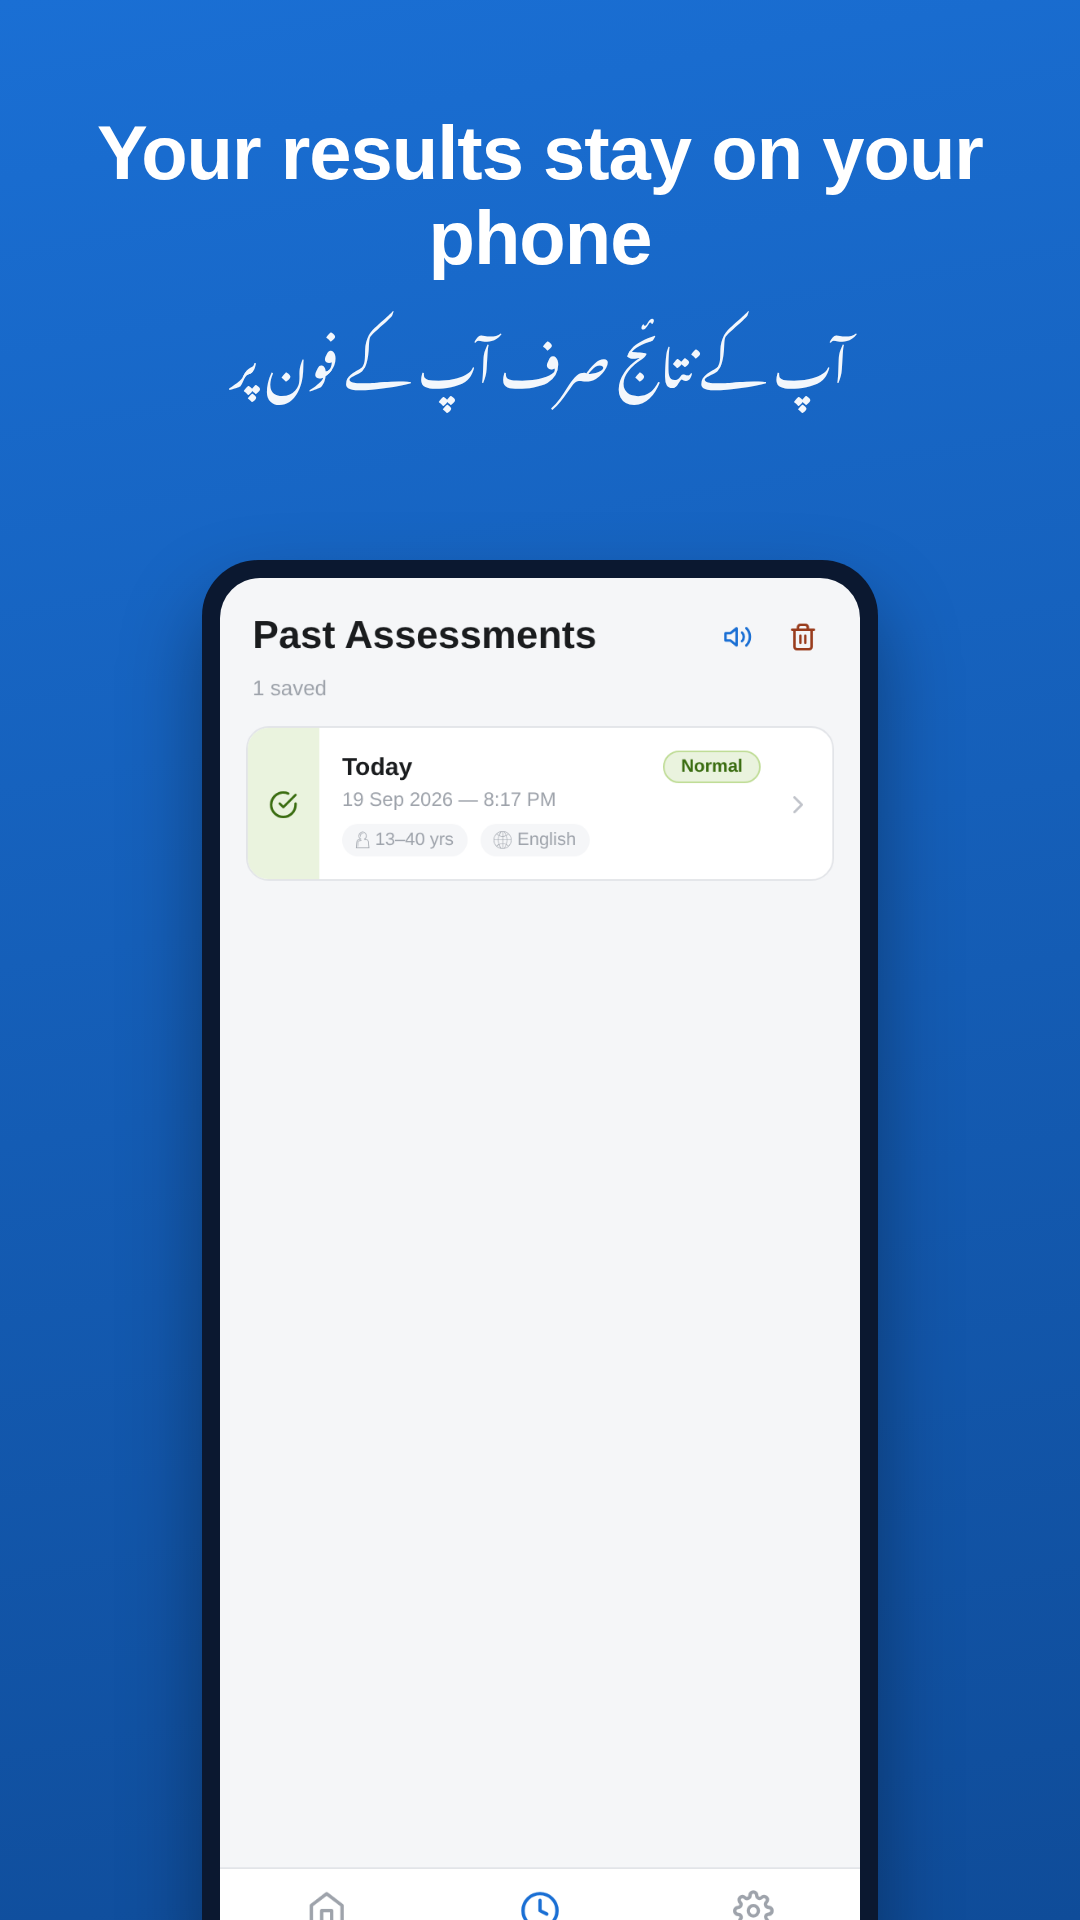 Your results stay on your
phone
آپ کے نتائج صرف آپ کے فون پر
Past Assessments
1 saved
Today
Normal
19 Sep 2026 — 8:17 PM
13–40 yrs
English